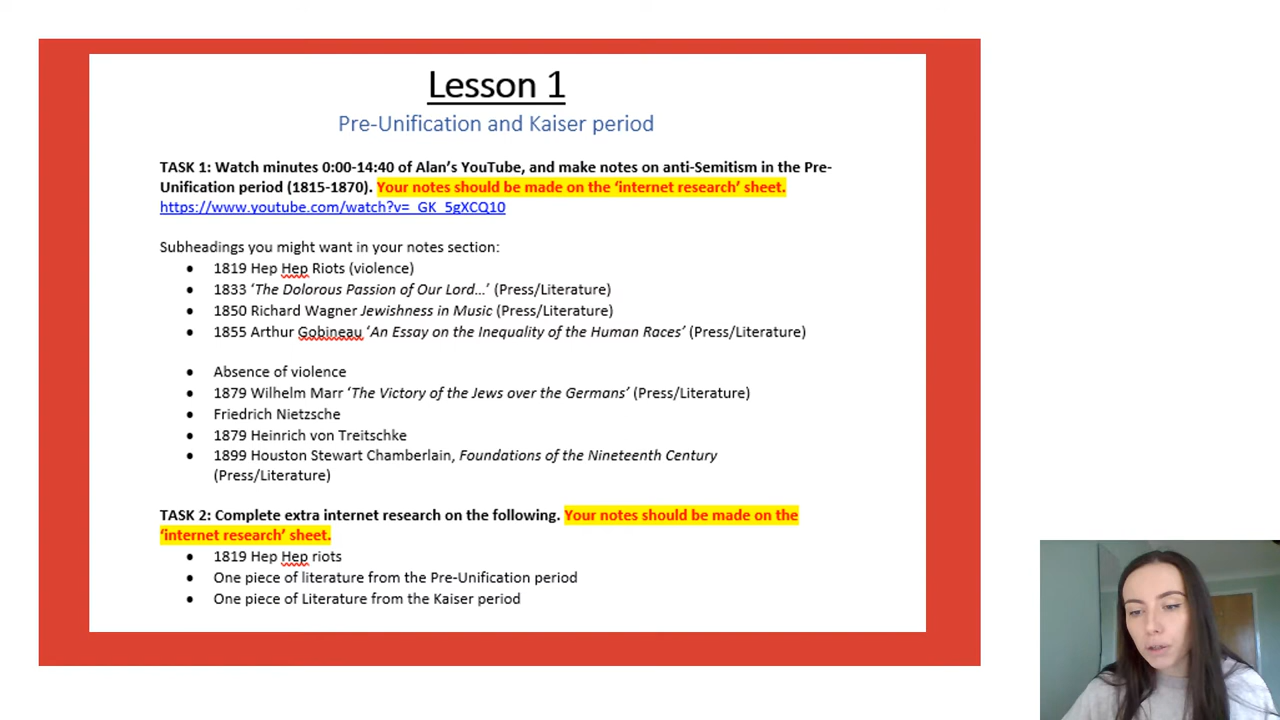 Lesson 1
Pre-Unification and Kaiser period
TASK 1: Watch minutes 0:00-14:40 of Alan's YouTube, and make notes on anti-Semitism in the Pre-
Unification period (1815-1870). Your notes should be made on the 'internet research' sheet.
https://www.youtube.com/watch?v=_GK_5gXCQ10
Subheadings you might want in your notes section:
● 1819 Hep Hep Riots (violence)
● 1833 'The Dolorous Passion of Our Lord…' (Press/Literature)
● 1850 Richard Wagner Jewishness in Music (Press/Literature)
● 1855 Arthur Gobineau 'An Essay on the Inequality of the Human Races' (Press/Literature)
● Absence of violence
● 1879 Wilhelm Marr 'The Victory of the Jews over the Germans' (Press/Literature)
● Friedrich Nietzsche
● 1879 Heinrich von Treitschke
● 1899 Houston Stewart Chamberlain, Foundations of the Nineteenth Century
(Press/Literature)
TASK 2: Complete extra internet research on the following. Your notes should be made on the
'internet research' sheet.
● 1819 Hep Hep riots
● One piece of literature from the Pre-Unification period
● One piece of Literature from the Kaiser period